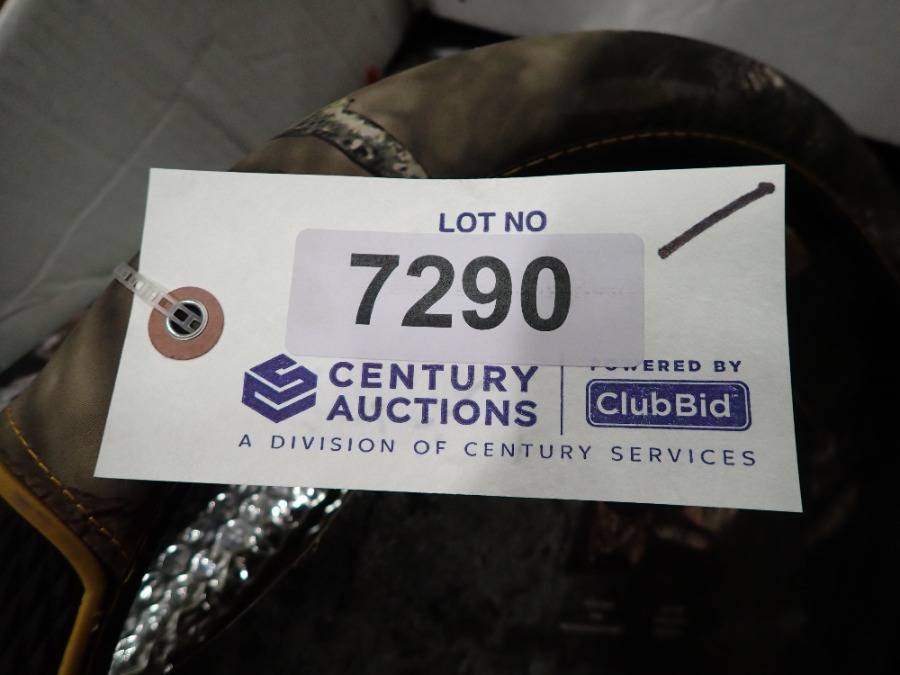 LOT NO
7290
CENTURY
AUCTIONS
POWERED BY
ClubBid
A DIVISION OF CENTURY SERVICES